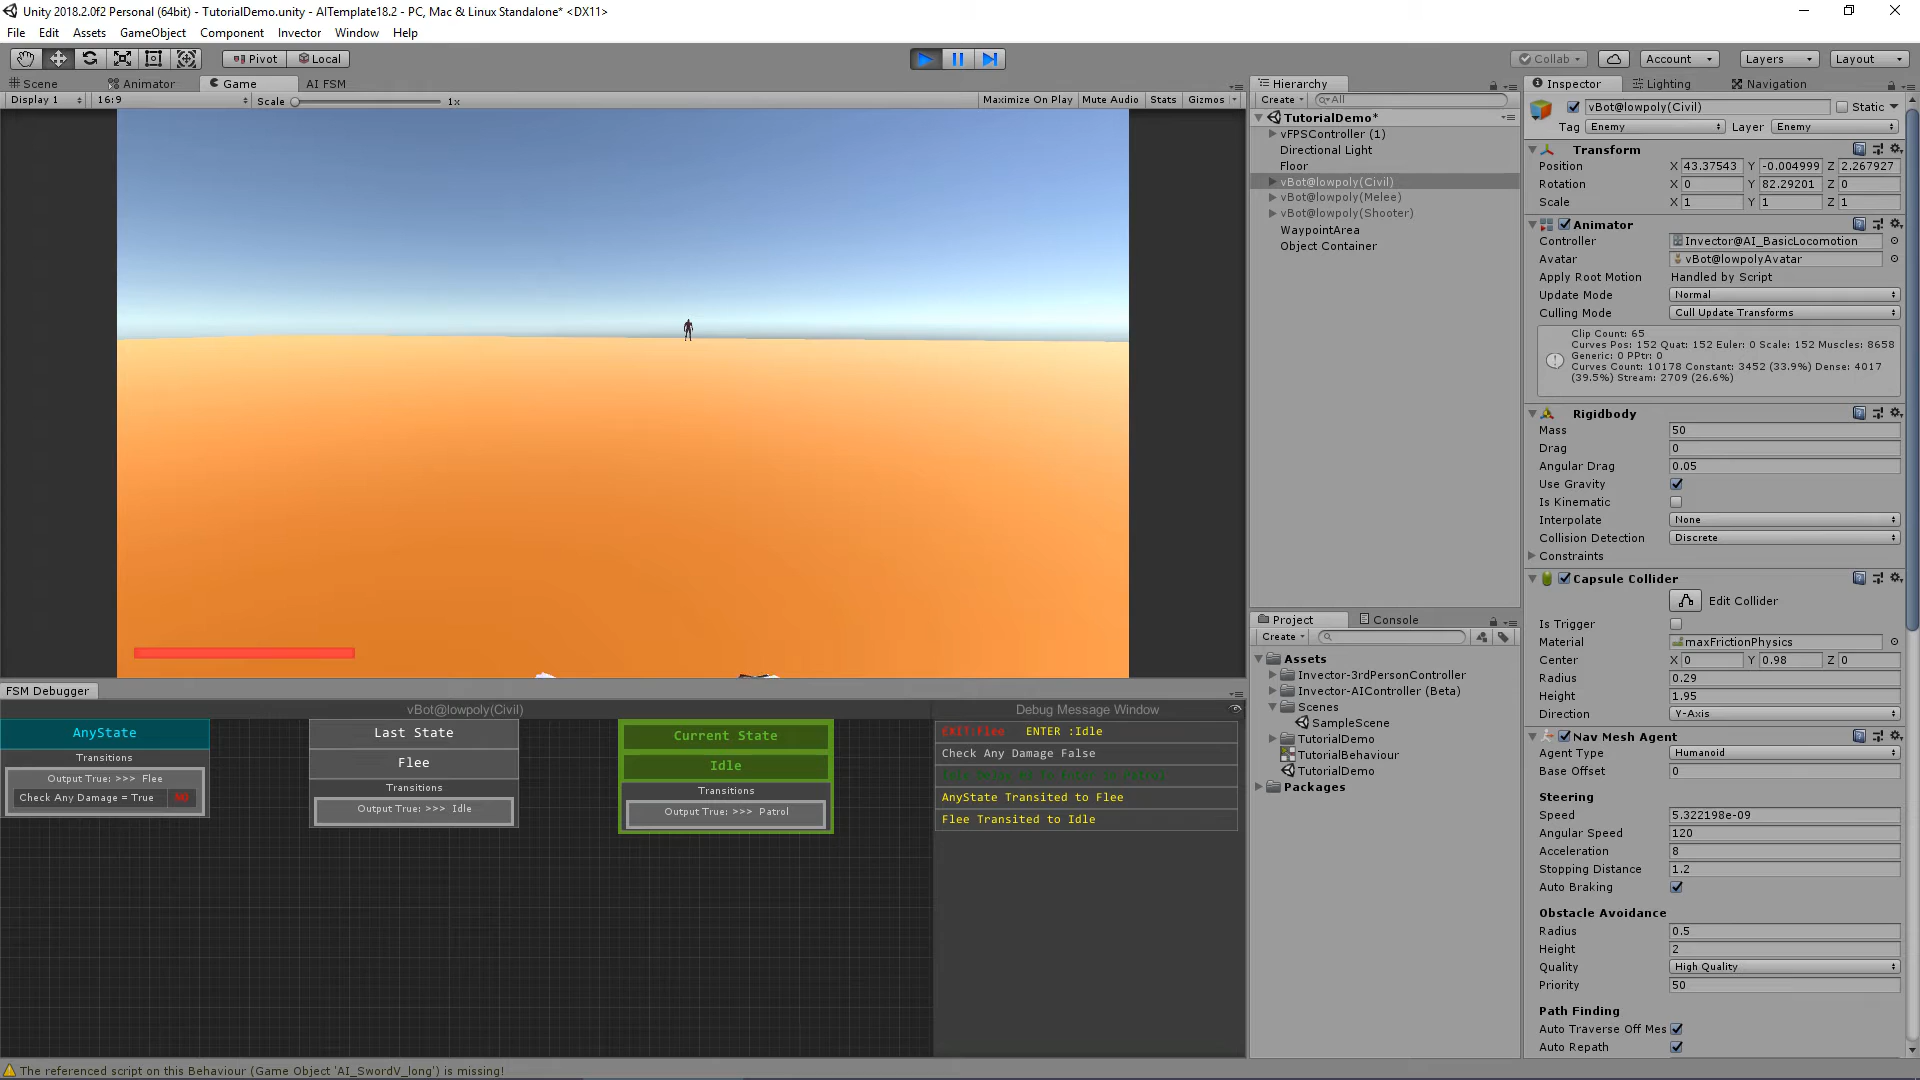 Unity 2018.2.0f2 Personal (64bit) - TutorialDemo.unity - AITemplate18.2 - PC, Mac & Linux Standalone* <DX11>
File Edit Assets GameObject Component Invector Window Help
Pivot Local Collab Account Layers Layout
Scene Animator Game AI FSM
Display 1 16:9 Scale 1x Maximize On Play Mute Audio Stats Gizmos
Hierarchy
Create All
TutorialDemo*
vFPSController (1)
Directional Light
Floor
vBot@lowpoly(Civil)
vBot@lowpoly(Melee)
vBot@lowpoly(Shooter)
WaypointArea
Object Container
Inspector Lighting Navigation
vBot@lowpoly(Civil) Static
Tag Enemy Layer Enemy
Transform
Position X 43.37543 Y -0.004999 Z 2.267927
Rotation X 0 Y 82.29201 Z 0
Scale X 1 Y 1 Z 1
Animator
Controller Invector@AI_BasicLocomotion
Avatar vBot@lowpolyAvatar
Apply Root Motion Handled by Script
Update Mode Normal
Culling Mode Cull Update Transforms
Clip Count: 65
Curves Pos: 152 Quat: 152 Euler: 0 Scale: 152 Muscles: 8658
Generic: 0 PPtr: 0
Curves Count: 10178 Constant: 3452 (33.9%) Dense: 4017
(39.5%) Stream: 2709 (26.6%)
Rigidbody
Mass 50
Drag 0
Angular Drag 0.05
Use Gravity
Is Kinematic
Interpolate None
Collision Detection Discrete
Constraints
Capsule Collider
Edit Collider
Is Trigger
Material maxFrictionPhysics
Center X 0 Y 0.98 Z 0
Radius 0.29
Height 1.95
Direction Y-Axis
Nav Mesh Agent
Agent Type Humanoid
Base Offset 0
Steering
Speed 5.322198e-09
Angular Speed 120
Acceleration 8
Stopping Distance 1.2
Auto Braking
Obstacle Avoidance
Radius 0.5
Height 2
Quality High Quality
Priority 50
Path Finding
Auto Traverse Off Mes
Auto Repath
Project Console
Create
Assets
Invector-3rdPersonController
Invector-AIController (Beta)
Scenes
SampleScene
TutorialDemo
TutorialBehaviour
TutorialDemo
Packages
FSM Debugger
vBot@lowpoly(Civil)
AnyState
Transitions
Output True: >>> Flee
Check Any Damage = True NO
Last State
Flee
Transitions
Output True: >>> Idle
Current State
Idle
Transitions
Output True: >>> Patrol
Debug Message Window
EXIT:Flee ENTER :Idle
Check Any Damage False
AnyState Transited to Flee
Flee Transited to Idle
The referenced script on this Behaviour (Game Object 'AI_SwordV_long') is missing!